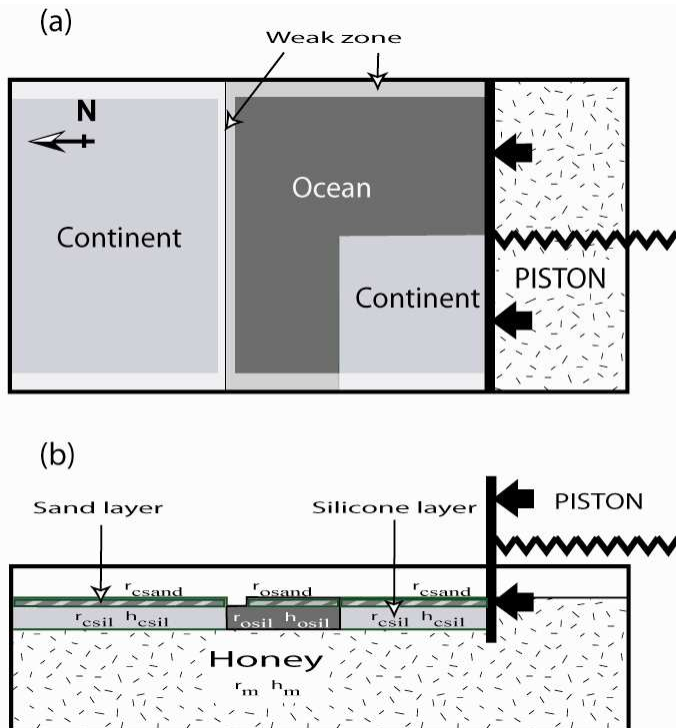 (a)
Weak zone
N
Ocean
Continent
Continent
PISTON
(b)
Sand layer
Silicone layer
PISTON
rcsand
rosand
rcsand
rcsil hcsil
rosil hosil
rcsil hcsil
Honey
rm hm